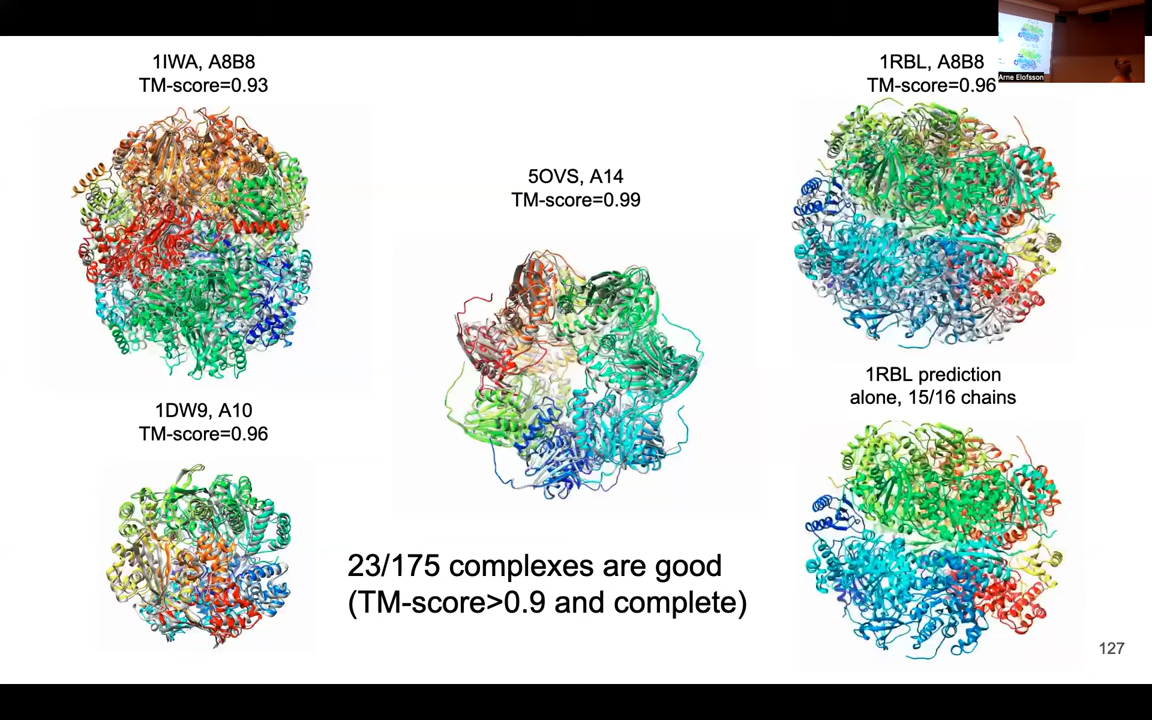 1IWA, A8B8
TM-score=0.93
1RBL, A8B8
TM-score=0.96
Arne Elofsson
5OVS, A14
TM-score=0.99
1RBL prediction
alone, 15/16 chains
1DW9, A10
TM-score=0.96
23/175 complexes are good
(TM-score>0.9 and complete)
127